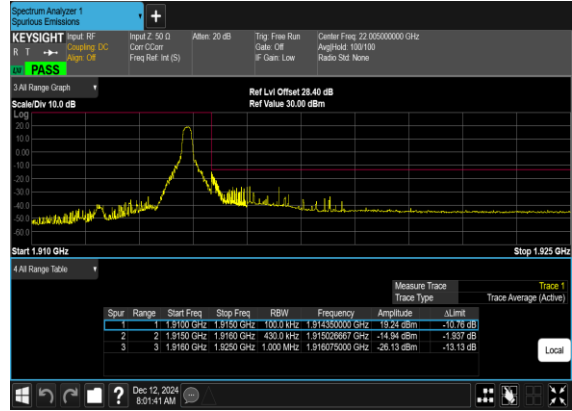 Spectrum Analyzer 1
Spurious Emissions
KEYSIGHT Input: RF Input Z: 50 Ω Atten: 20 dB Trig: Free Run Center Freq: 22.005000000 GHz
R T Coupling: DC Corr CCorr Gate: Off Avg|Hold: 100/100
Align: Off Freq Ref: Int (S) IF Gain: Low Radio Std: None
PASS
3 All Range Graph
Ref Lvl Offset 28.40 dB
Scale/Div 10.0 dB Ref Value 30.00 dBm
Log
20.0
10.0
0.00
-10.0
-20.0
-30.0
-40.0
-50.0
-60.0
Start 1.910 GHz Stop 1.925 GHz
4 All Range Table
Measure Trace Trace 1
Trace Type Trace Average (Active)
Spur Range Start Freq Stop Freq RBW Frequency Amplitude ΔLimit
1 1 1.9100 GHz 1.9150 GHz 100.0 kHz 1.914350000 GHz 19.24 dBm -10.76 dB
2 2 1.9150 GHz 1.9160 GHz 430.0 kHz 1.915026667 GHz -14.94 dBm -1.937 dB
3 3 1.9160 GHz 1.9250 GHz 1.000 MHz 1.916075000 GHz -26.13 dBm -13.13 dB
Local
? Dec 12, 2024
8:01:41 AM